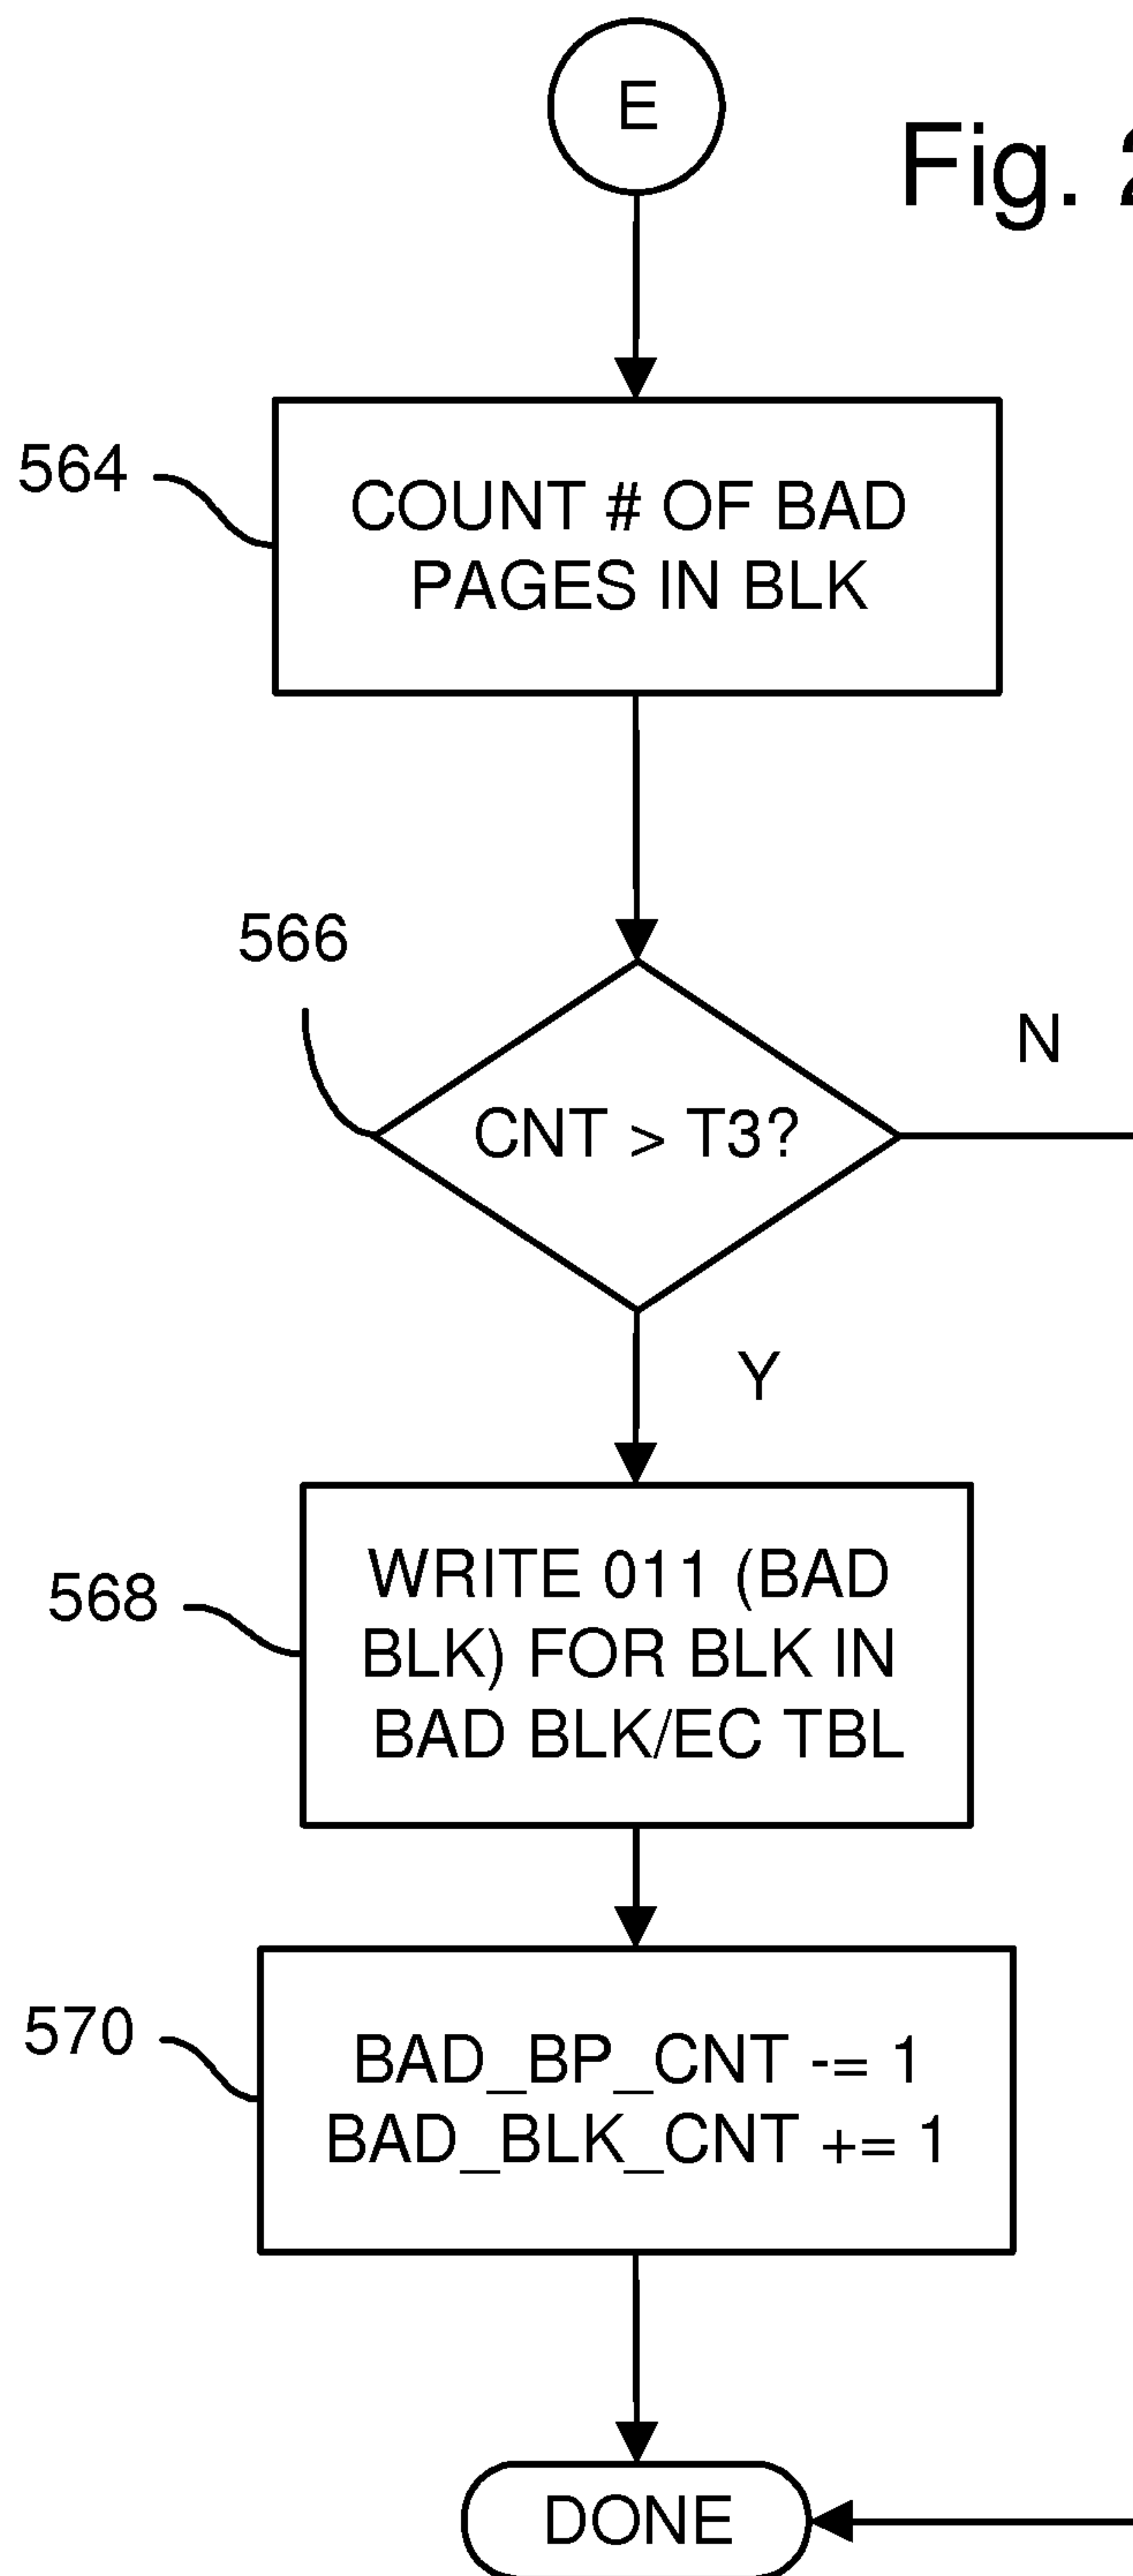 E
Fig. 2
564
COUNT # OF BAD
PAGES IN BLK
566
CNT > T3?
N
Y
568
WRITE 011 (BAD
BLK) FOR BLK IN
BAD BLK/EC TBL
570
BAD_BP_CNT -= 1
BAD_BLK_CNT += 1
DONE